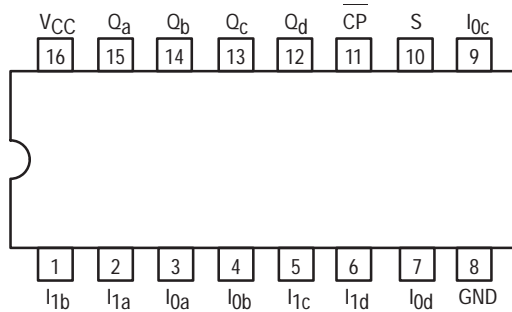 VCC Qa Qb Qc Qd CP S I0c
16 15 14 13 12 11 10 9
1 2 3 4 5 6 7 8
I1b I1a I0a I0b I1c I1d I0d GND